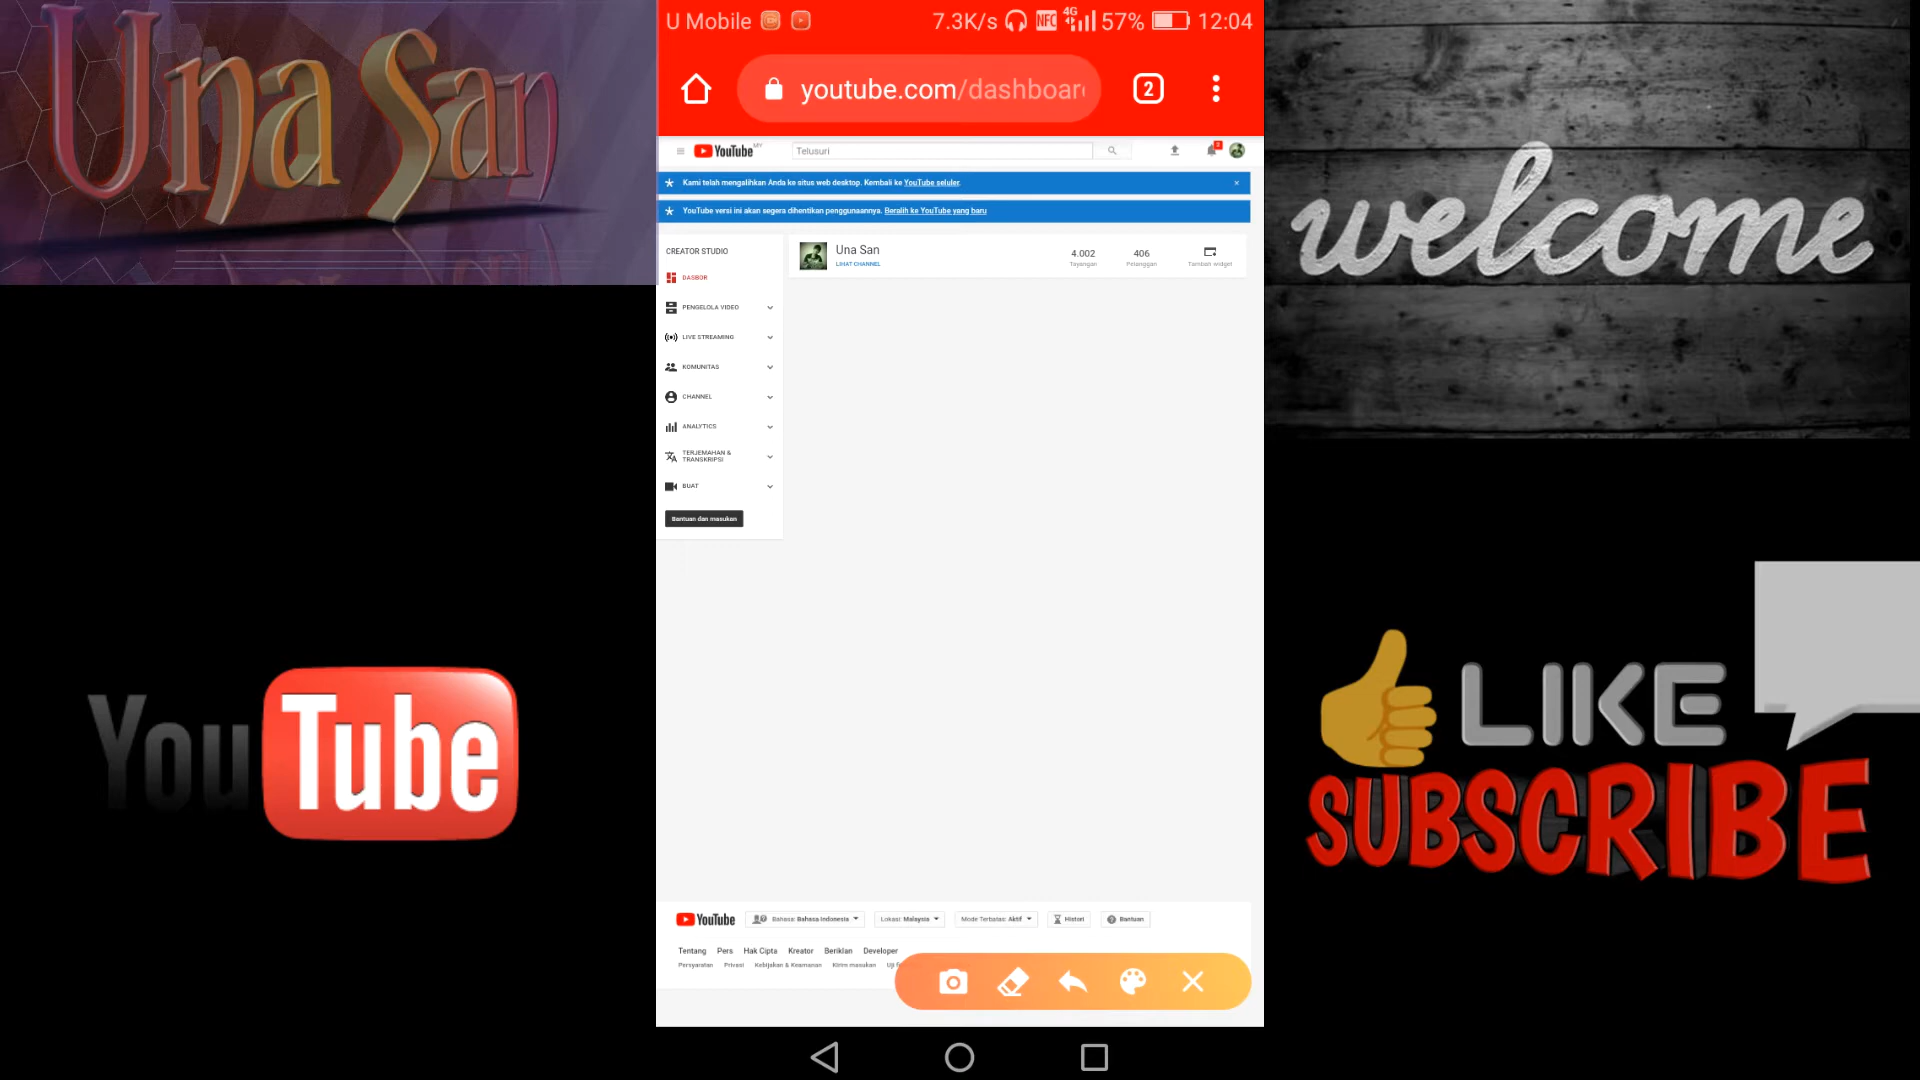 Una San
U Mobile
7.3K/s NFC 4G 57% 12:04
youtube.com/dashboar
2
YouTube MY
Telusuri
Kami telah mengalihkan Anda ke situs web desktop. Kembali ke YouTube seluler.
YouTube versi ini akan segera dihentikan penggunaannya. Beralih ke YouTube yang baru
CREATOR STUDIO
DASBOR
PENGELOLA VIDEO
LIVE STREAMING
KOMUNITAS
CHANNEL
ANALYTICS
TERJEMAHAN &
TRANSKRIPSI
BUAT
Bantuan dan masukan
Una San
LIHAT CHANNEL
4.002
Tayangan
406
Pelanggan
Tambah widget
welcome
YouTube
LIKE
SUBSCRIBE
YouTube
Bahasa: Bahasa Indonesia
Lokasi: Malaysia
Mode Terbatas: Aktif
Histori
Bantuan
Tentang Pers Hak Cipta Kreator Beriklan Developer
Persyaratan Privasi Kebijakan & Keamanan Kirim masukan Uji